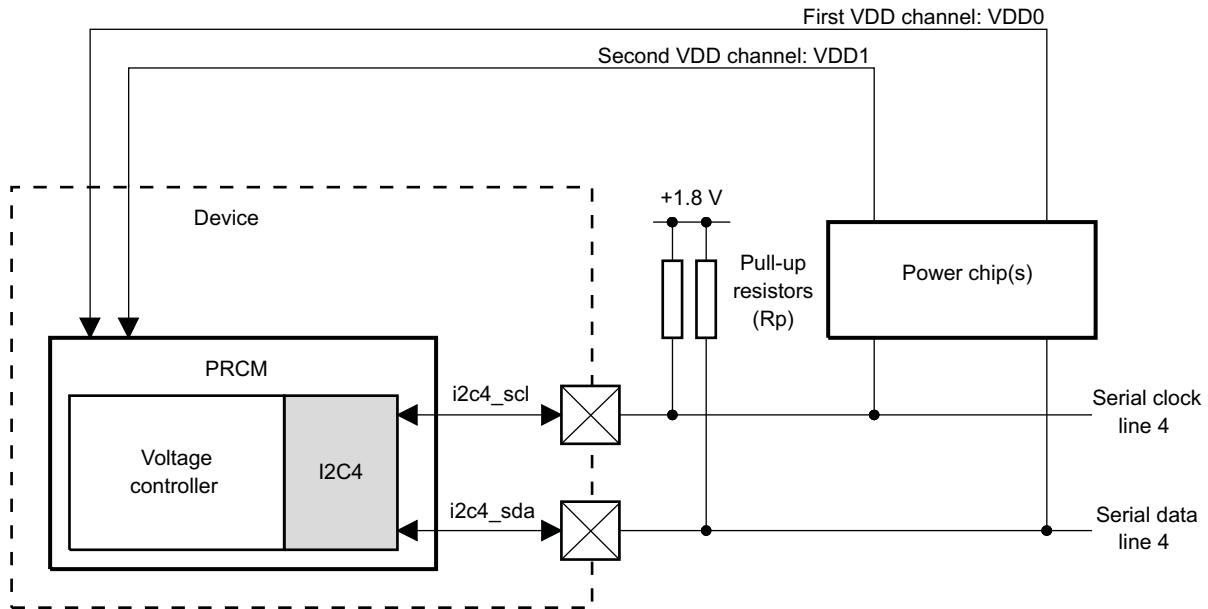 First VDD channel: VDD0
Second VDD channel: VDD1
+1.8 V
Device
Pull-up
resistors
(Rp)
Power chip(s)
PRCM
i2c4_scl
Serial clock
line 4
Voltage
controller
I2C4
i2c4_sda
Serial data
line 4